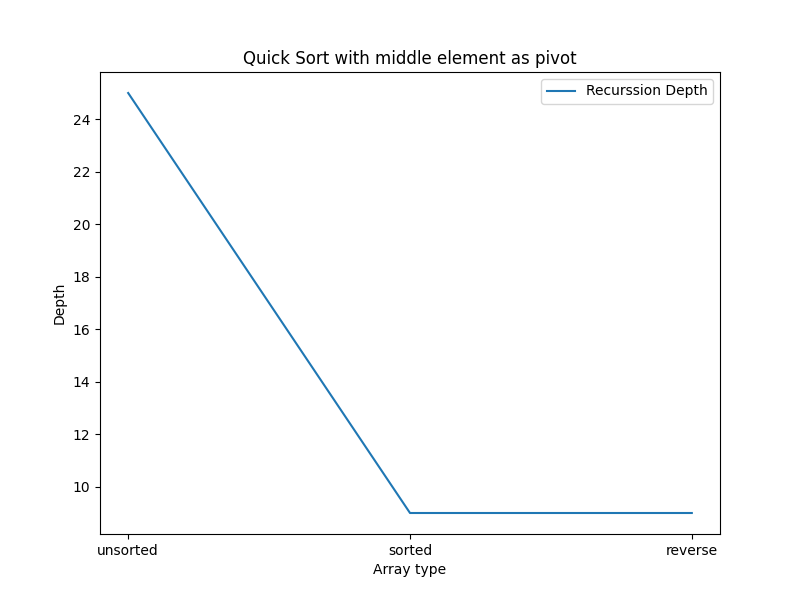 Quick Sort with middle element as pivot
Recurssion Depth
24
22
20
18
16
14
12
10
Depth
unsorted sorted reverse
Array type